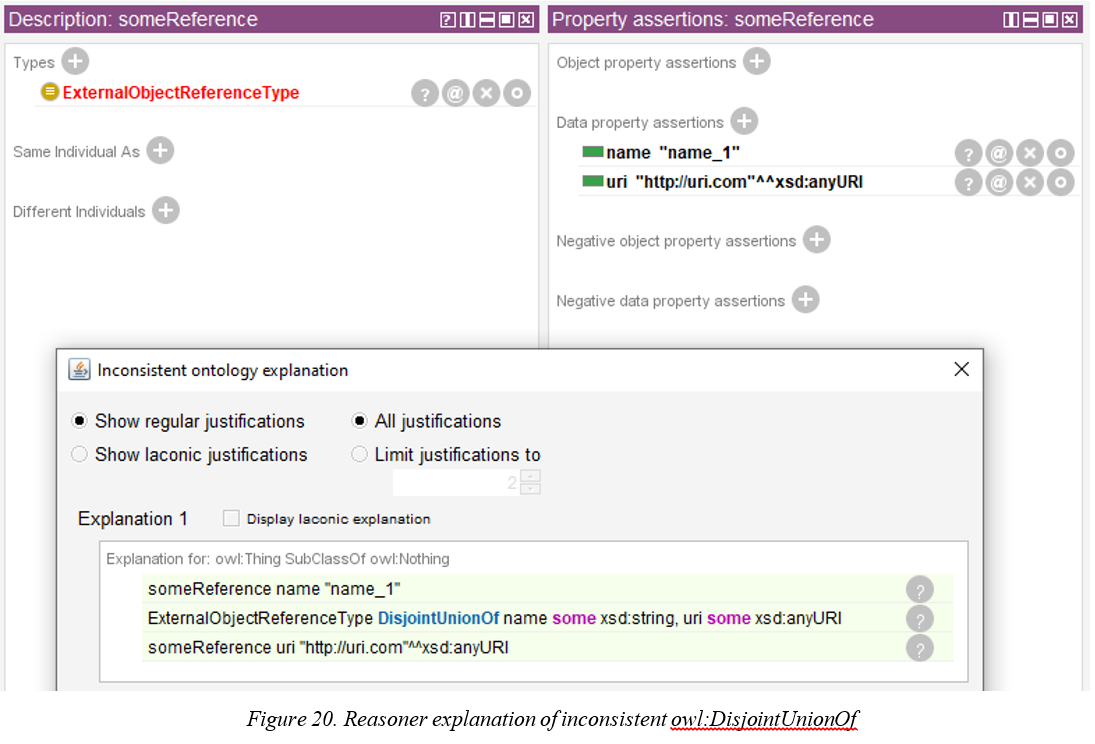 Description: someReference
Property assertions: someReference
Types
ExternalObjectReferenceType
Same Individual As
Different Individuals
Object property assertions
Data property assertions
name "name_1"
uri "http://uri.com"^^xsd:anyURI
Negative object property assertions
Negative data property assertions
Inconsistent ontology explanation
Show regular justifications
All justifications
Show laconic justifications
Limit justifications to
2
Explanation 1
Display laconic explanation
Explanation for: owl:Thing SubClassOf owl:Nothing
someReference name "name_1"
ExternalObjectReferenceType DisjointUnionOf name some xsd:string, uri some xsd:anyURI
someReference uri "http://uri.com"^^xsd:anyURI
Figure 20. Reasoner explanation of inconsistent owl:DisjointUnionOf